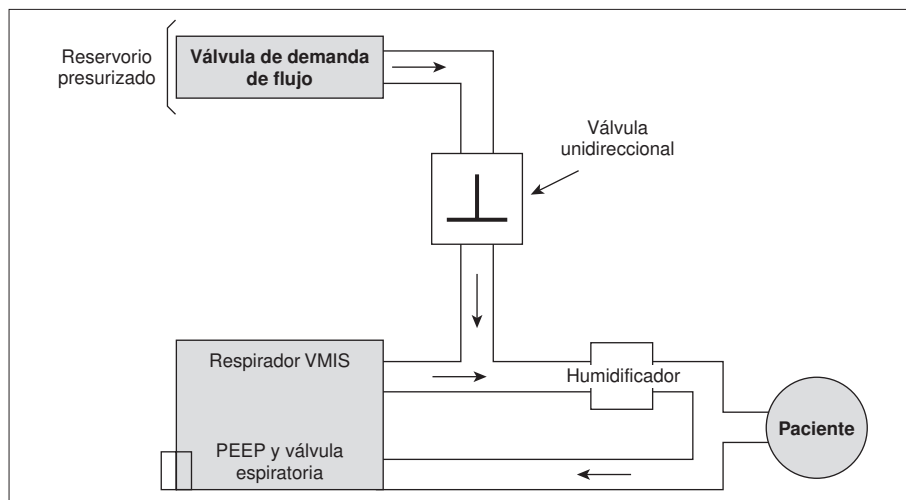 Reservorio
presurizado
Válvula de demanda
de flujo
Válvula
unidireccional
Respirador VMIS
Humidificador
Paciente
PEEP y válvula
espiratoria